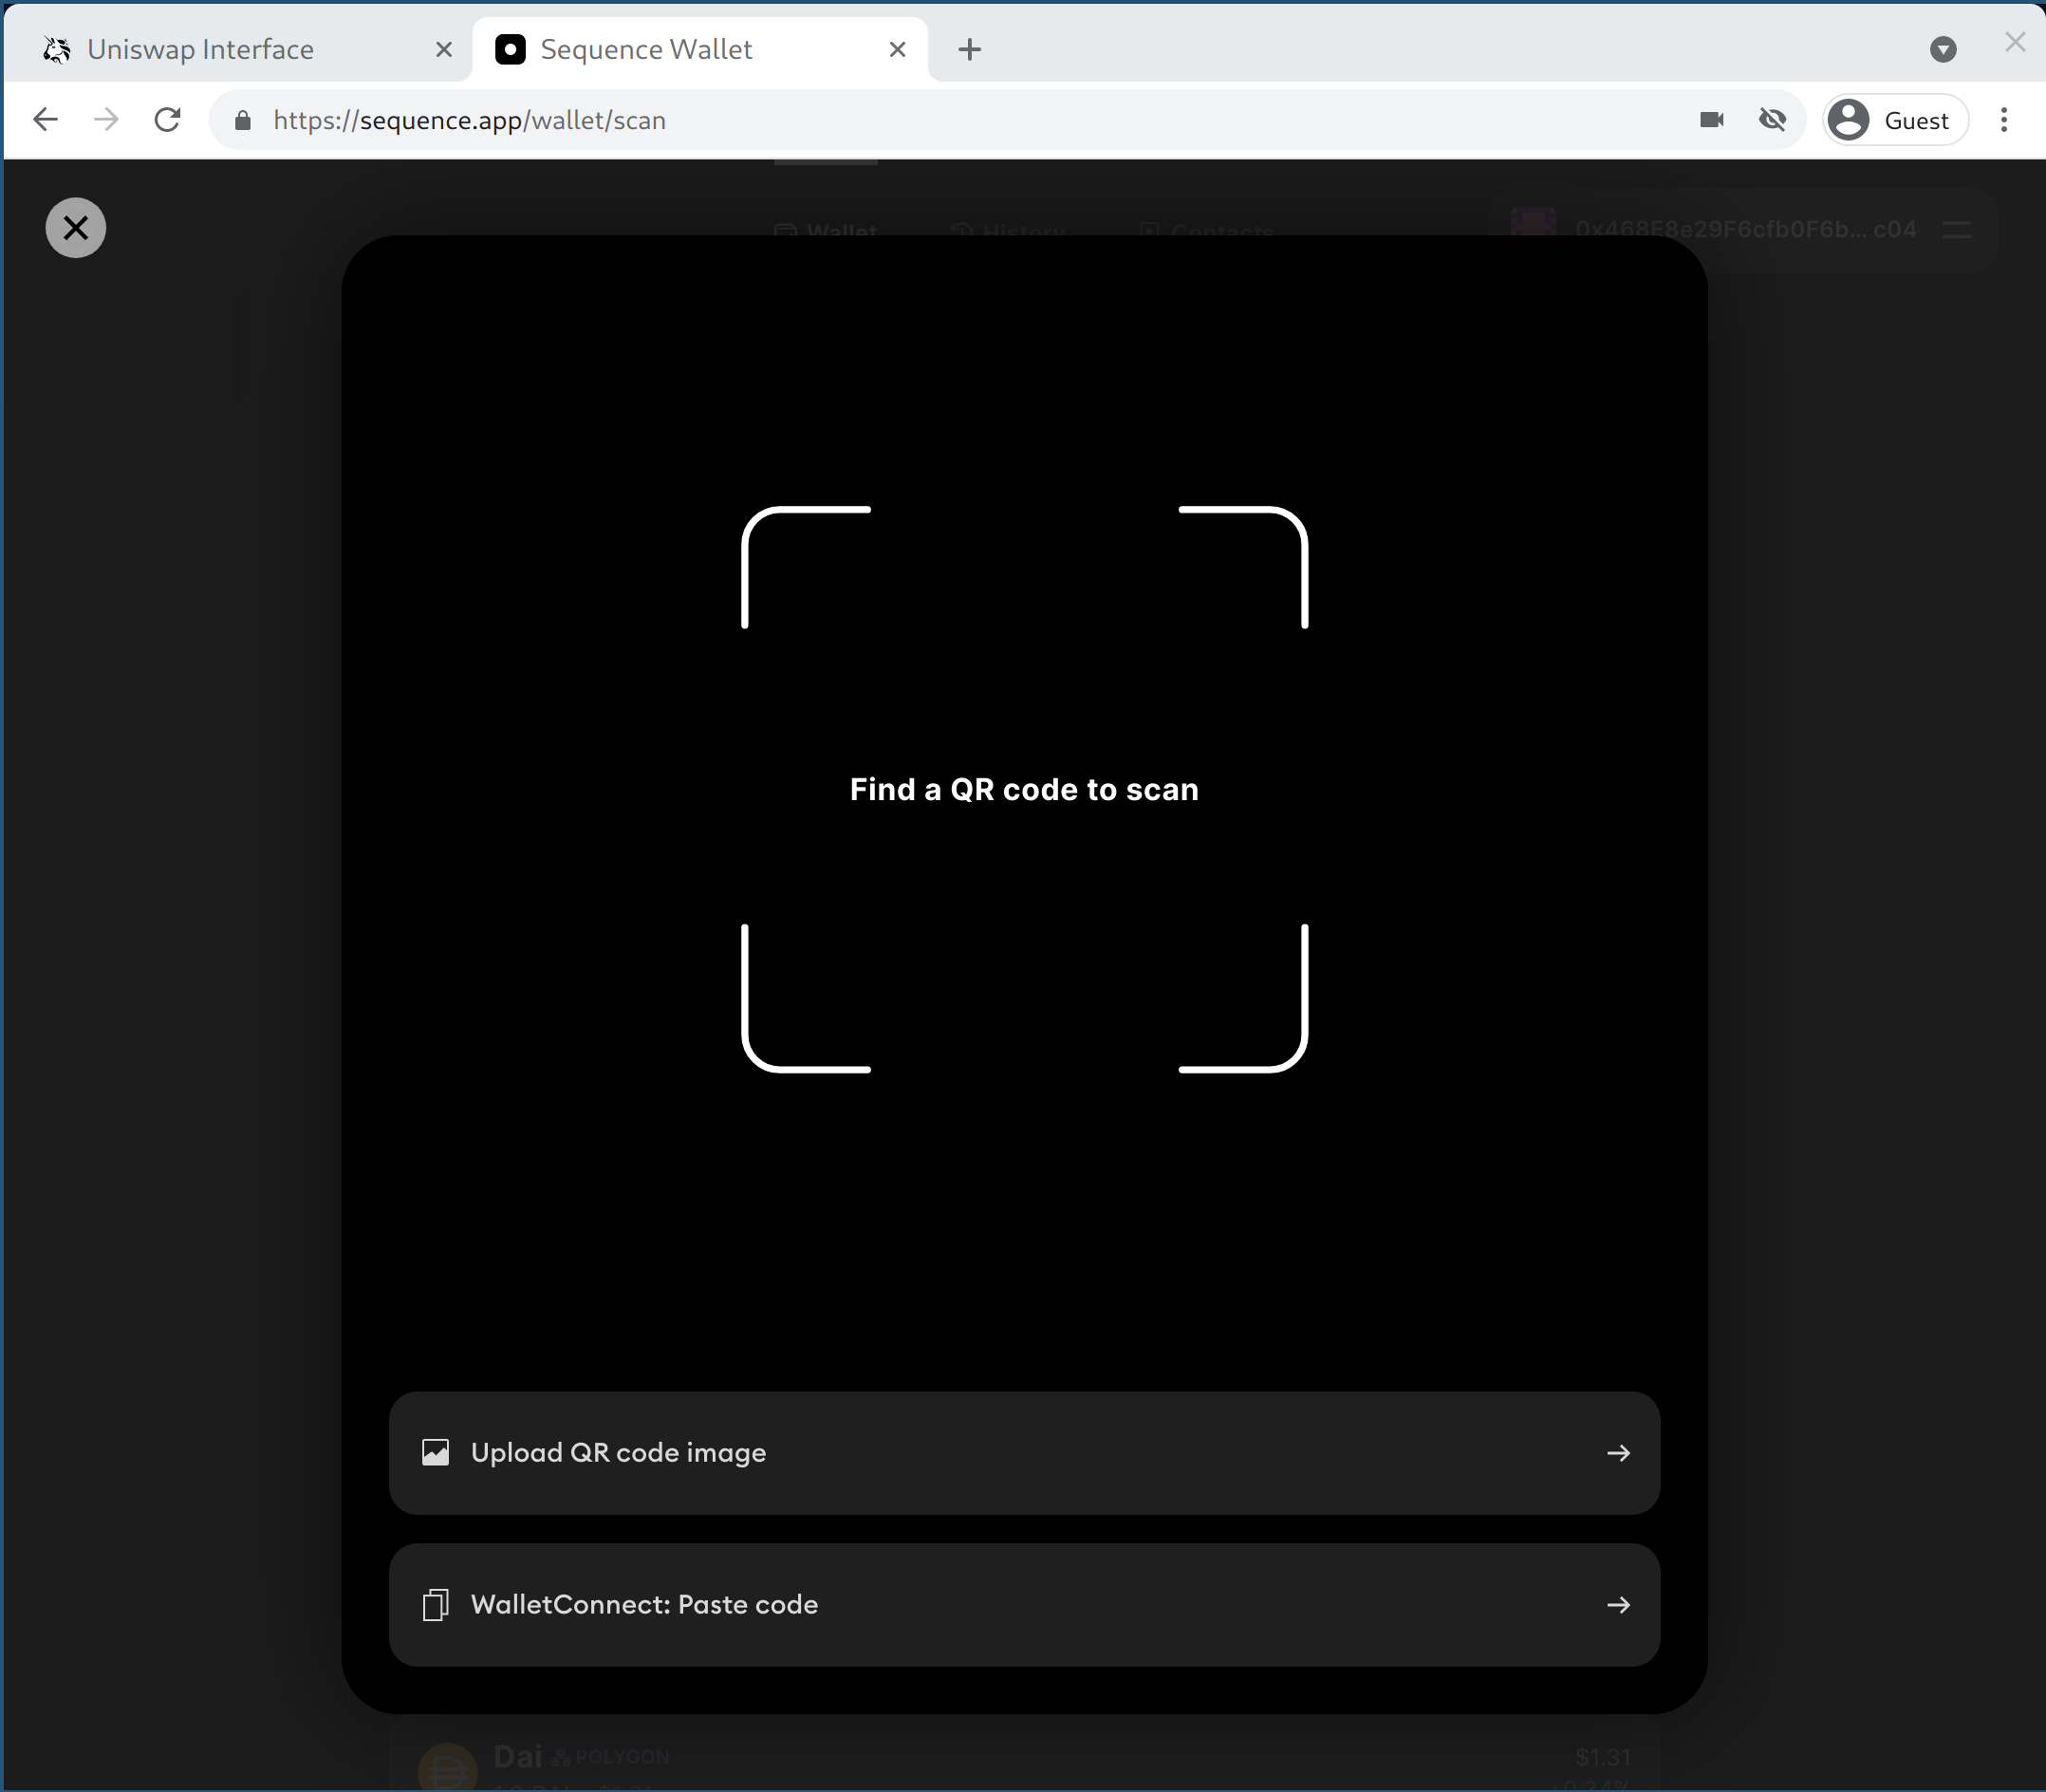 Uniswap Interface
Sequence Wallet
https://sequence.app/wallet/scan
Guest
Wallet
History
Contacts
0x468E8e29F6cfb0F6b... c04
Find a QR code to scan
Upload QR code image
WalletConnect: Paste code
Dai POLYGON
$1.31